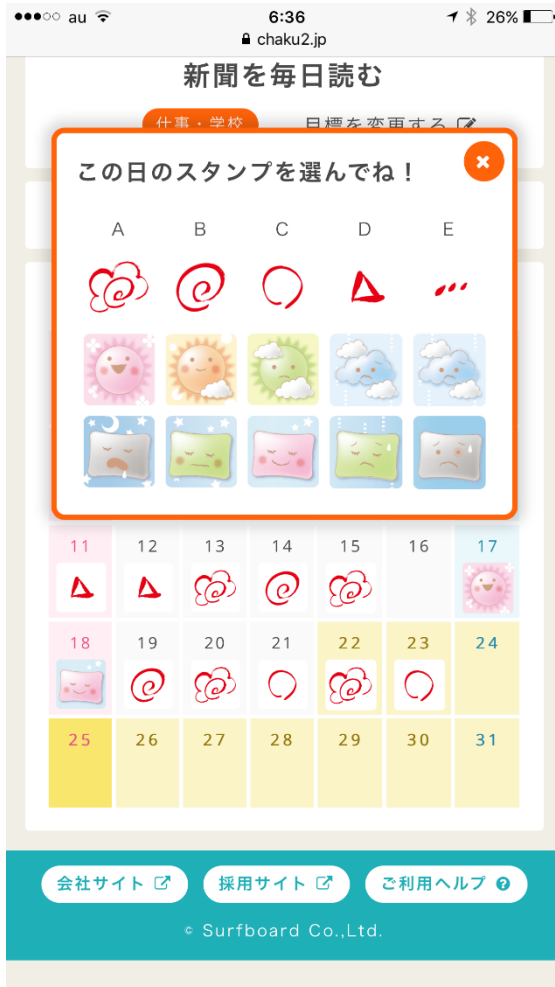 au 6:36 26%
chaku2.jp
新聞を毎日読む
仕事・学校 目標を変更する
この日のスタンプを選んでね！
A B C D E
11 12 13 14 15 16 17
18 19 20 21 22 23 24
25 26 27 28 29 30 31
会社サイト 採用サイト ご利用ヘルプ
© Surfboard Co.,Ltd.